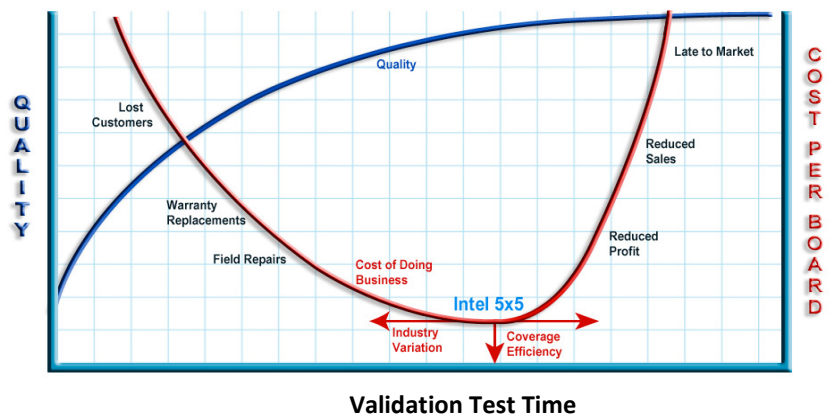 QUALITY
Quality
Late to Market
Lost
Customers
Reduced
Sales
Warranty
Replacements
Field Repairs
Reduced
Profit
Cost of Doing
Business
Intel 5x5
Industry
Variation
Coverage
Efficiency
COST PER BOARD
Validation Test Time